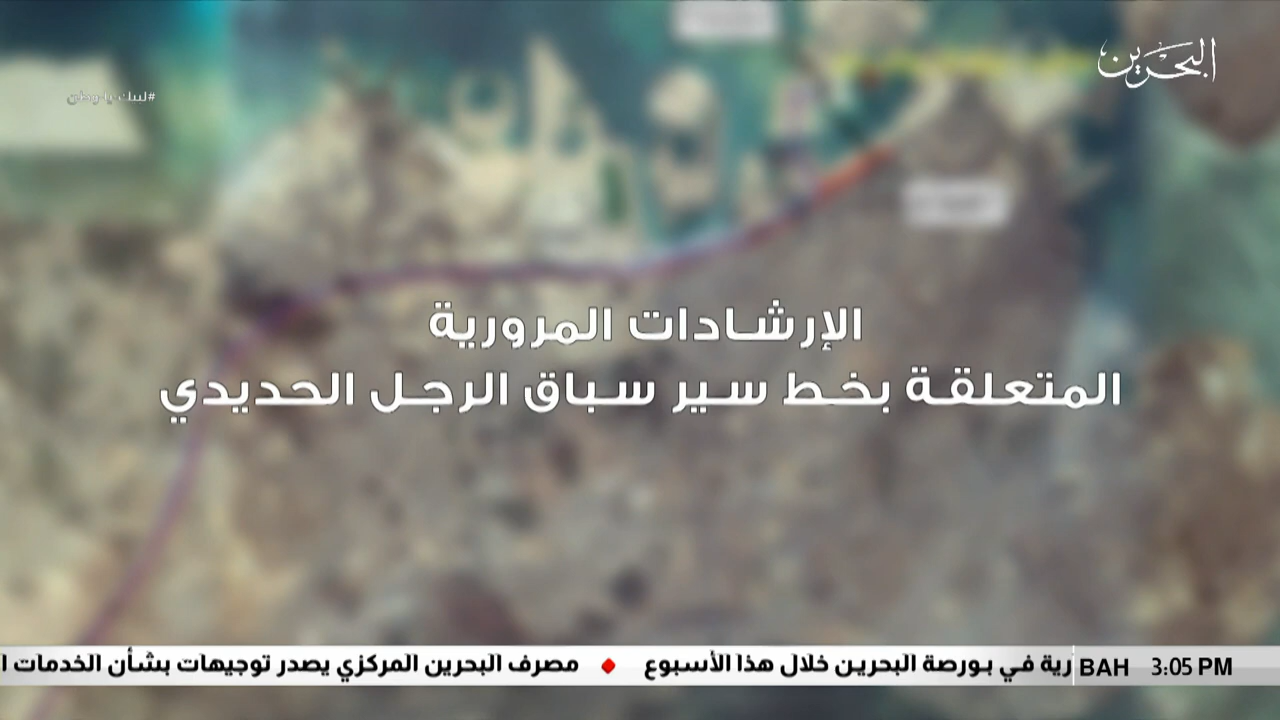 البحرين
#لبيك_يا_وطن
الإرشادات المرورية
المتعلقة بخط سير سباق الرجل الحديدي
رية في بورصة البحرين خلال هذا الأسبوع ♦ مصرف البحرين المركزي يصدر توجيهات بشأن الخدمات ا
BAH 3:05 PM